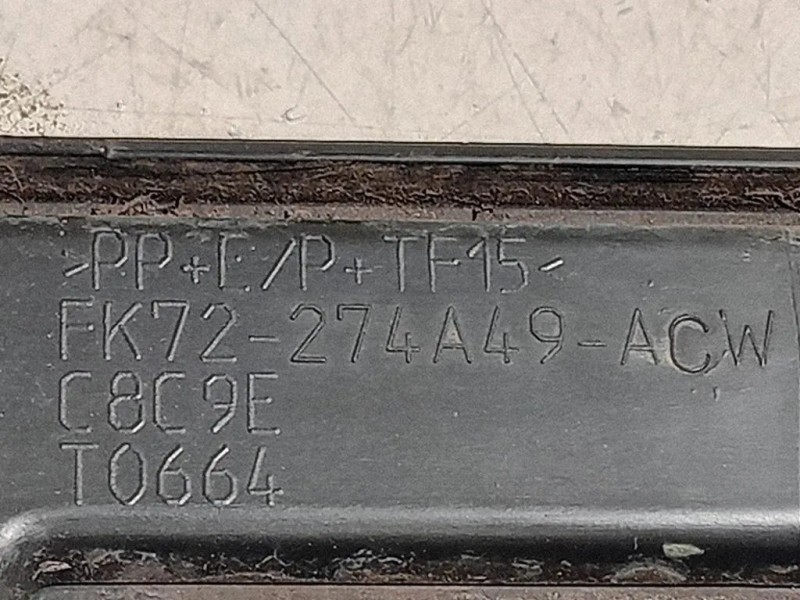 >PP+E/P+TF15<
FK72-274A49-ACW
C8C9E
T0664